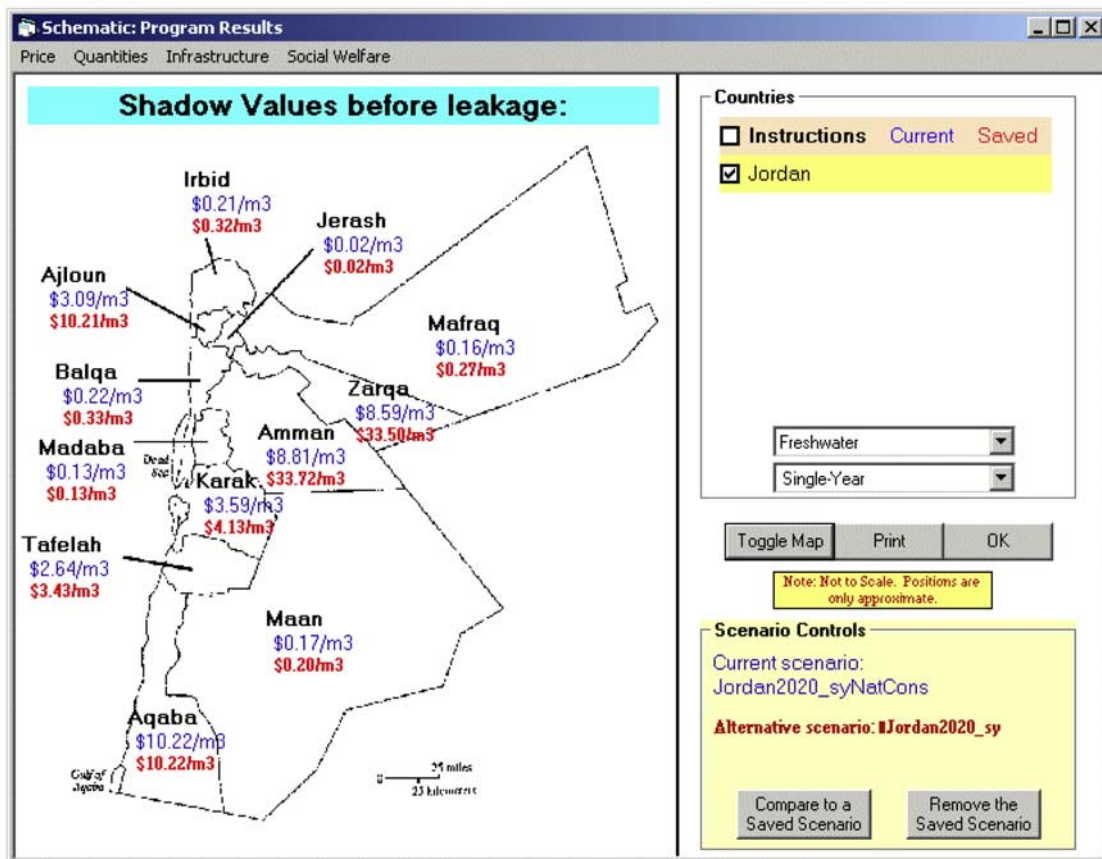 Schematic: Program Results
Price Quantities Infrastructure Social Welfare
Shadow Values before leakage:
Irbid
$0.21/m3
$0.32/m3
Jerash
$0.02/m3
$0.02/m3
Ajloun
$3.09/m3
$10.21/m3
Mafraq
$0.16/m3
$0.27/m3
Balqa
$0.22/m3
$0.33/m3
Zarqa
$8.59/m3
$33.50/m3
Madaba
$0.13/m3
$0.13/m3
Dead
Sea
Amman
$8.81/m3
$33.72/m3
Karak
$3.59/m3
$4.13/m3
Tafelah
$2.64/m3
$3.43/m3
Maan
$0.17/m3
$0.20/m3
Aqaba
$10.22/m3
$10.22/m3
Gulf of
Aqaba
0 25 miles
25 kilometers
Countries
Instructions Current Saved
Jordan
Freshwater
Single-Year
Toggle Map Print OK
Note: Not to Scale. Positions are
only approximate.
Scenario Controls
Current scenario:
Jordan2020_syNatCons
Alternative scenario: Jordan2020_sy
Compare to a
Saved Scenario
Remove the
Saved Scenario